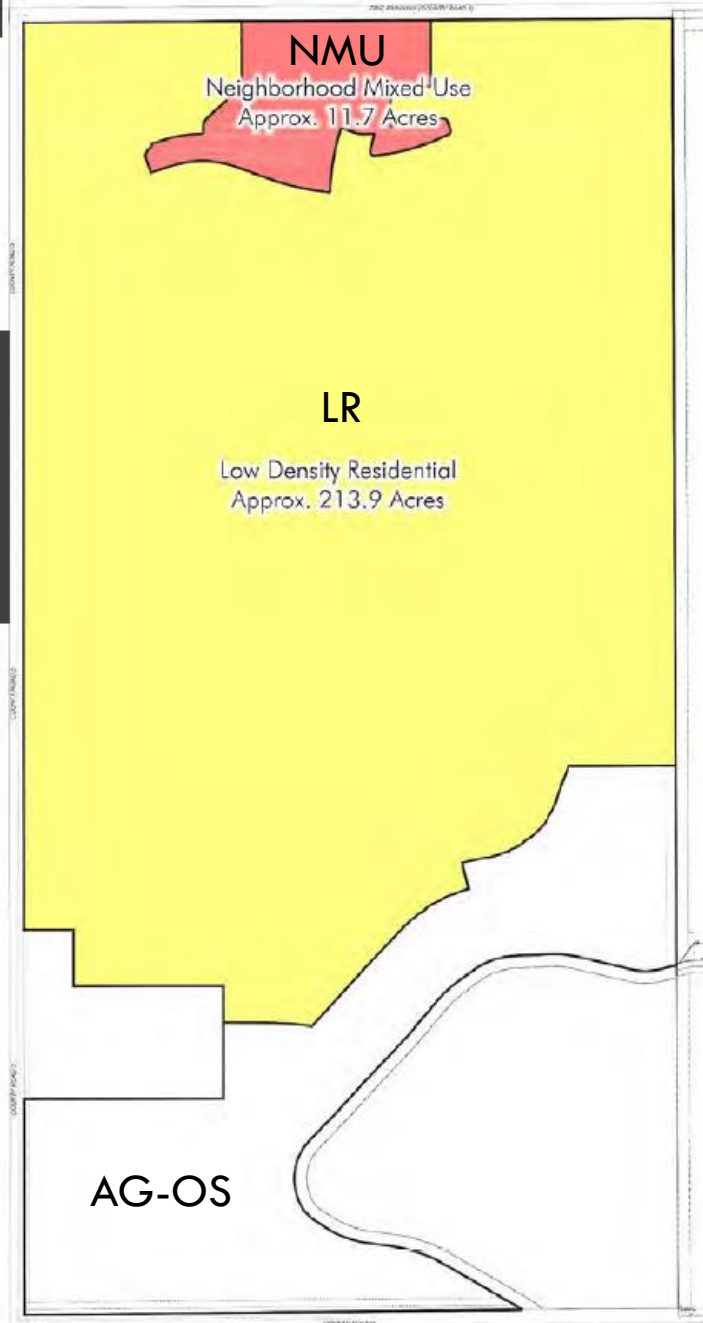 NMU
Neighborhood Mixed Use
Approx. 11.7 Acres
LR
Low Density Residential
Approx. 213.9 Acres
AG-OS